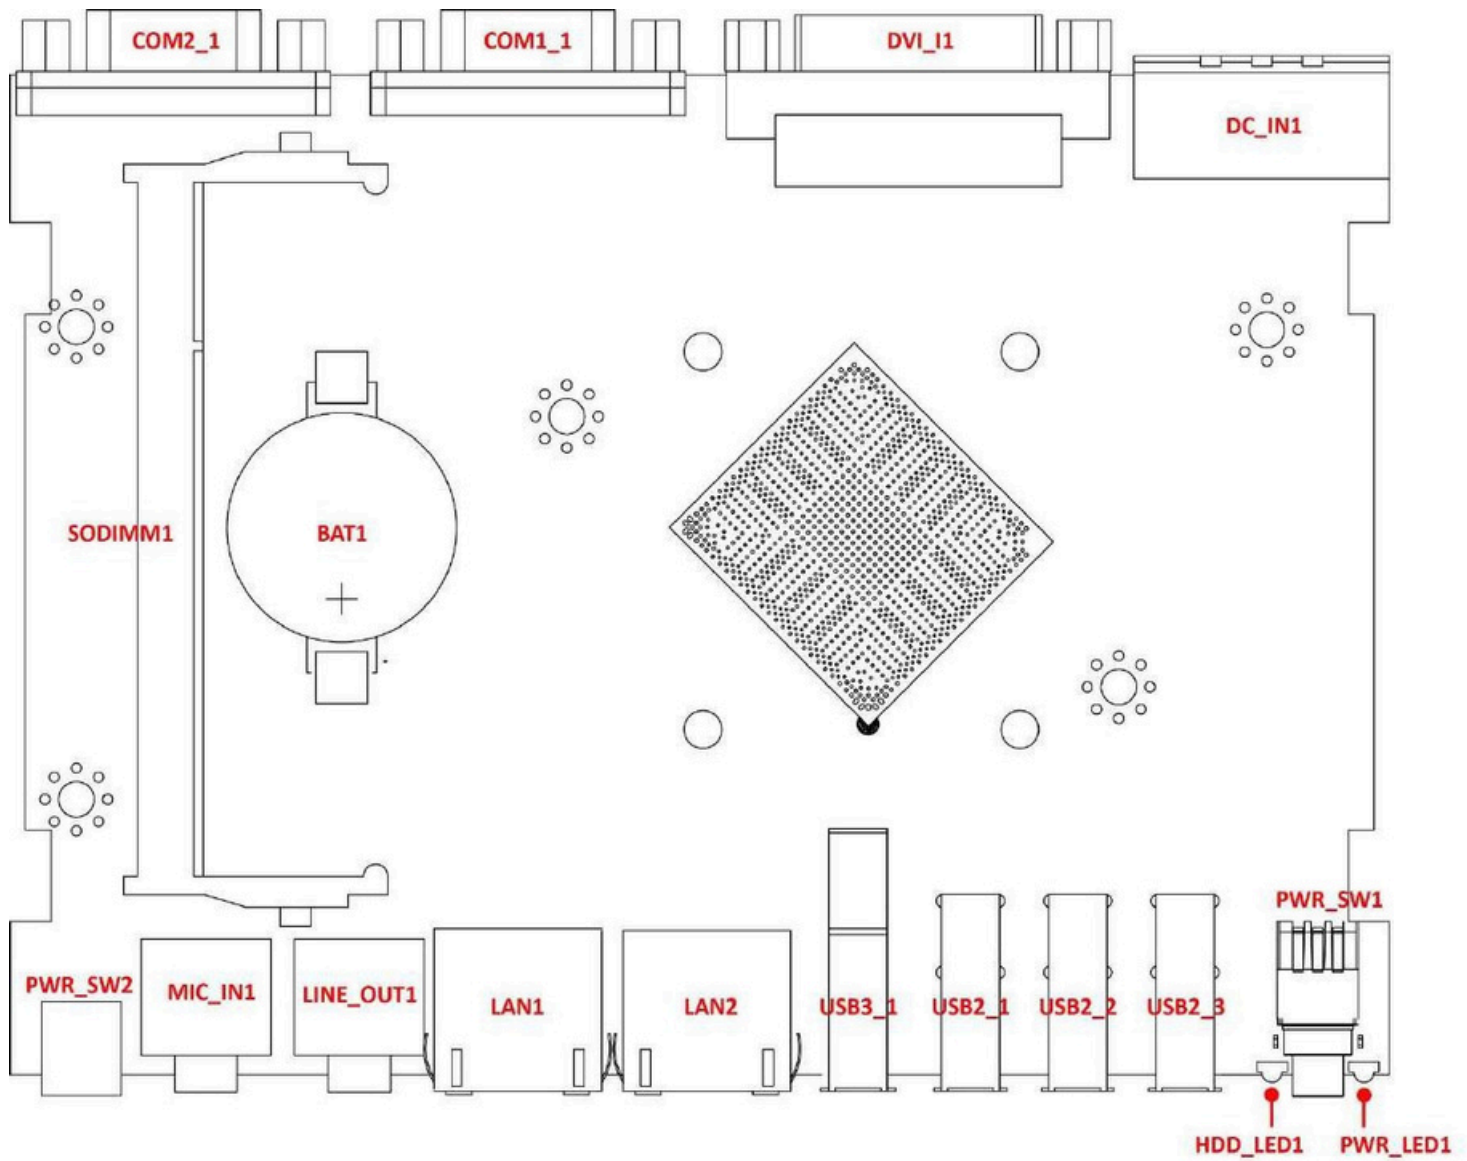 COM2_1
COM1_1
DVI_I1
DC_IN1
SODIMM1
BAT1
PWR_SW1
PWR_SW2
MIC_IN1
LINE_OUT1
LAN1
LAN2
USB3_1
USB2_1
USB2_2
USB2_3
HDD_LED1
PWR_LED1